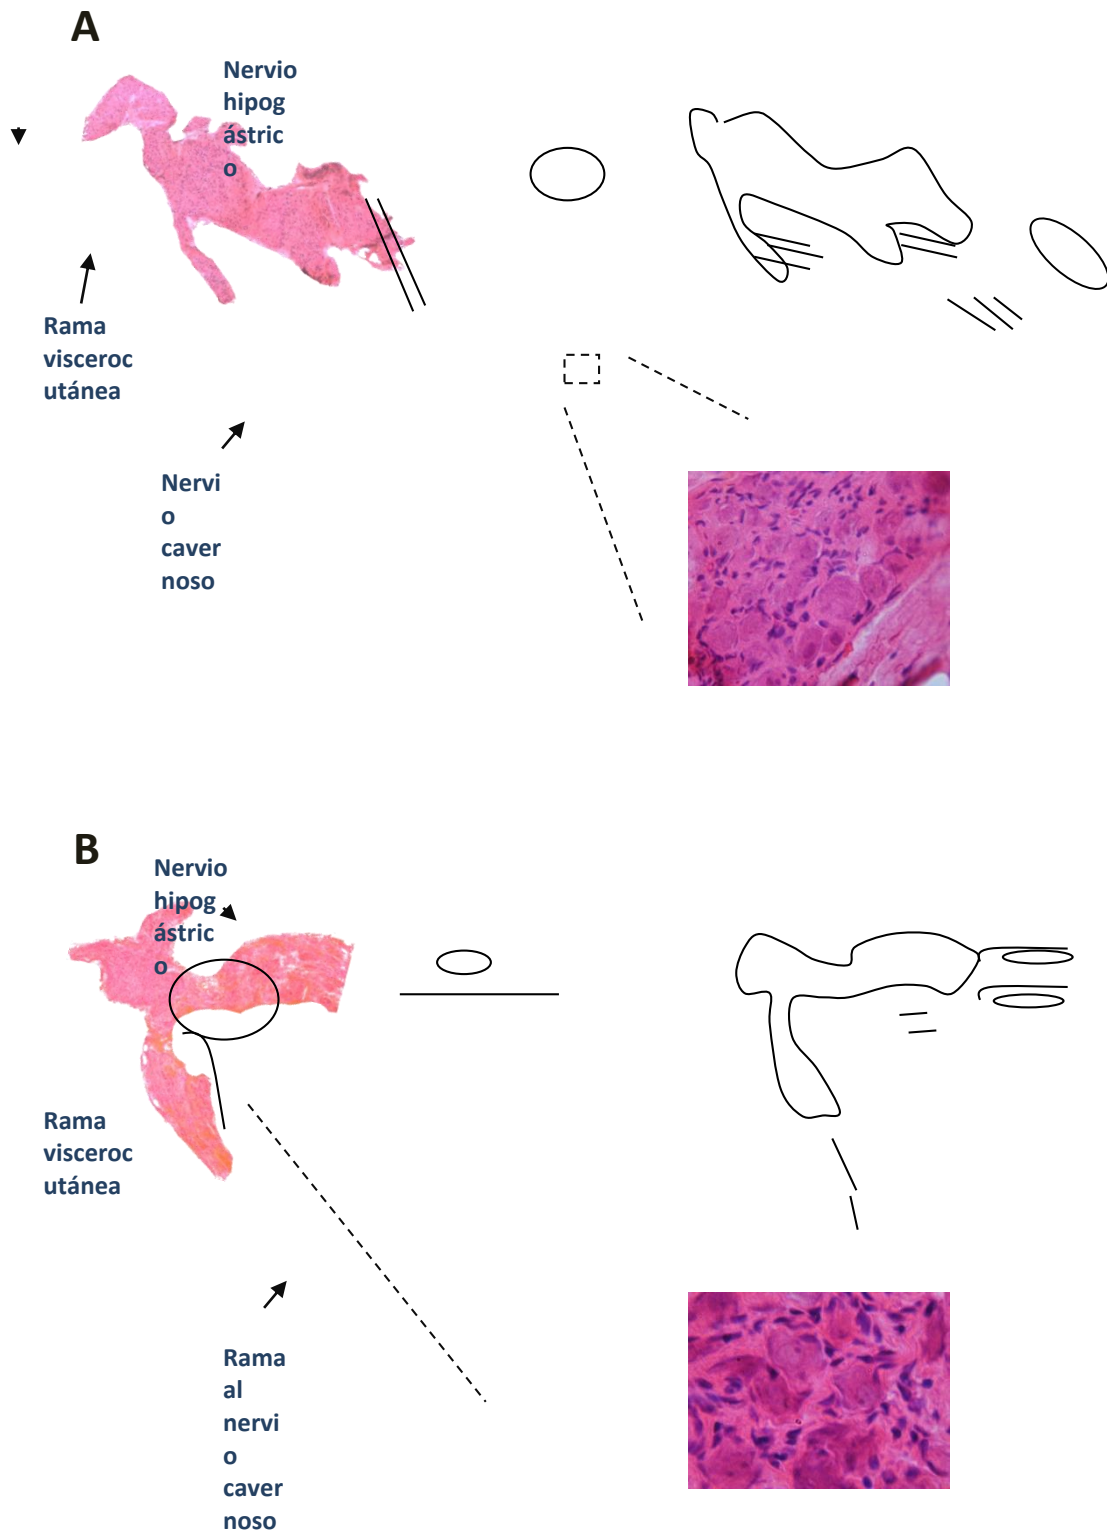 A
Nervio
hipog
ástric
o
Rama
visceroc
utánea
Nervi
o
caver
noso
B
Nervio
hipog
ástric
o
Rama
visceroc
utánea
Rama
al
nervi
o
caver
noso